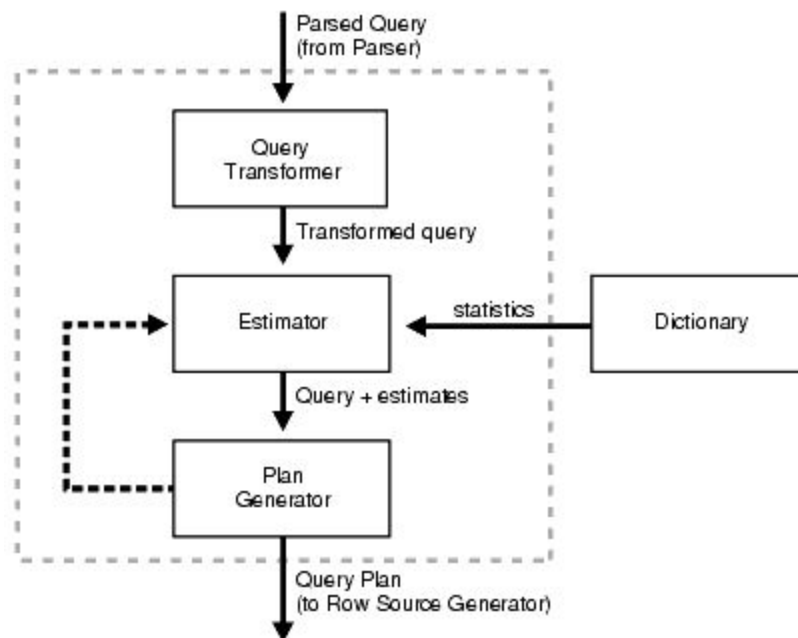 Parsed Query
(from Parser)
Query
Transformer
Transformed query
Estimator
statistics
Dictionary
Query + estimates
Plan
Generator
Query Plan
(to Row Source Generator)